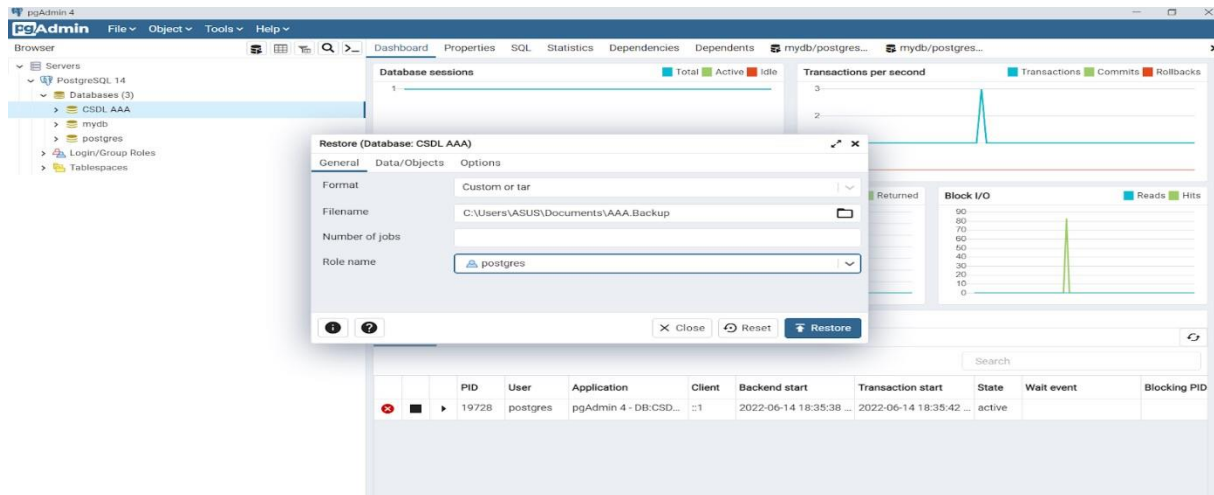 pgAdmin 4
pgAdmin File Object Tools Help
Browser
Dashboard Properties SQL Statistics Dependencies Dependents mydb/postgres... mydb/postgres...
Servers
PostgreSQL 14
Databases (3)
CSDL AAA
mydb
postgres
Login/Group Roles
Tablespaces
Database sessions Total Active Idle
1
Transactions per second Transactions Commits Rollbacks
3
2
Restore (Database: CSDL AAA)
General Data/Objects Options
Format Custom or tar
Filename C:\Users\ASUS\Documents\AAA.Backup
Number of jobs
Role name postgres
Close Reset Restore
Returned
Block I/O Reads Hits
90
80
70
60
50
40
30
20
10
0
Search
PID User Application Client Backend start Transaction start State Wait event Blocking PID
19728 postgres pgAdmin 4 - DB:CSD... ::1 2022-06-14 18:35:38 ... 2022-06-14 18:35:42 ... active